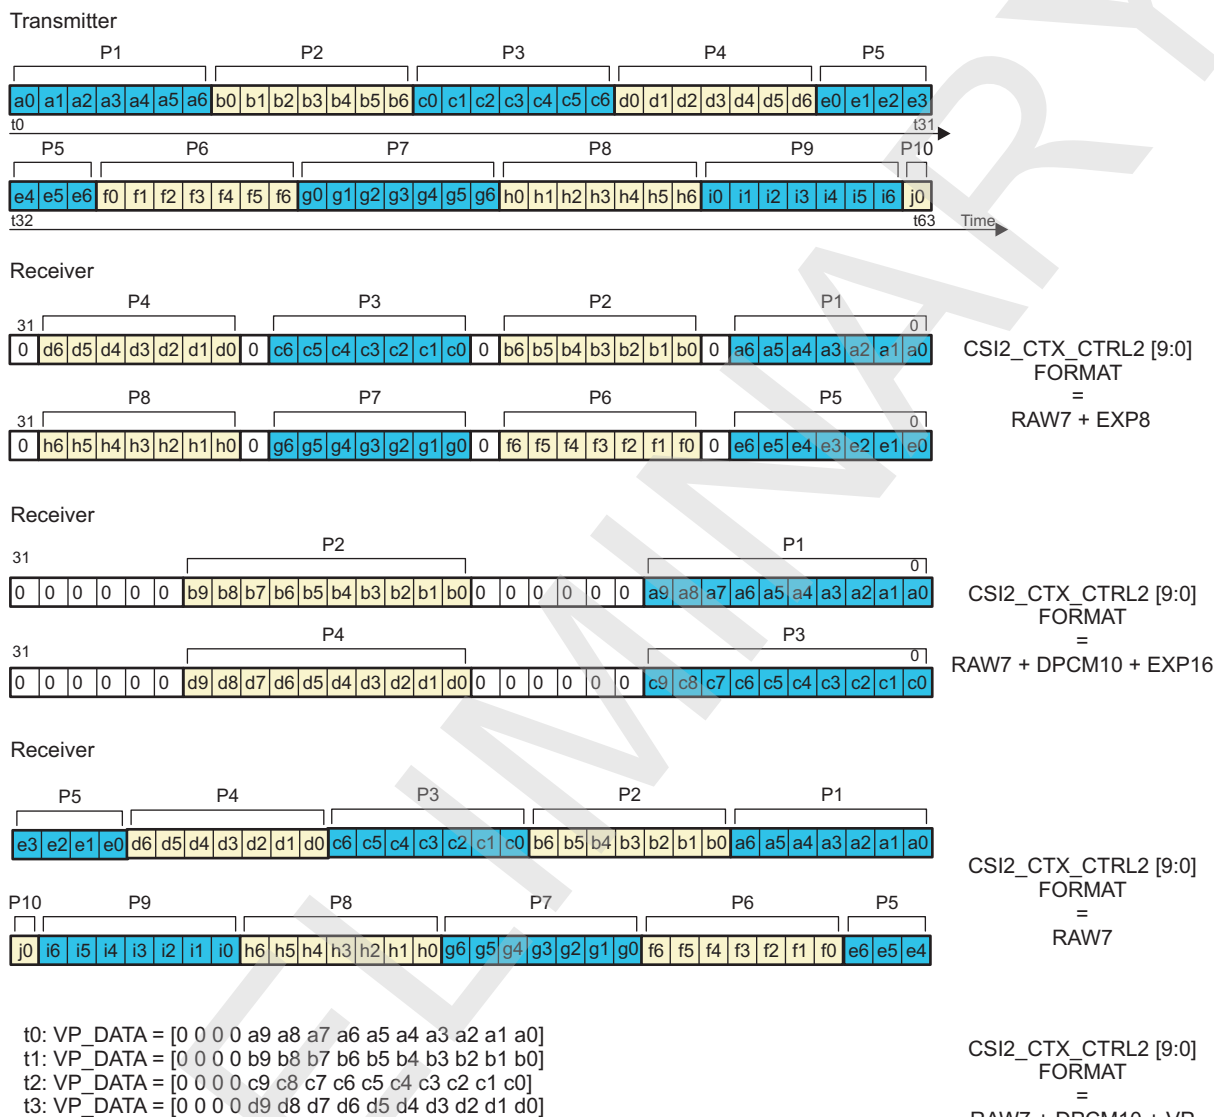 Transmitter
P1 P2 P3 P4 P5
a0 a1 a2 a3 a4 a5 a6 b0 b1 b2 b3 b4 b5 b6 c0 c1 c2 c3 c4 c5 c6 d0 d1 d2 d3 d4 d5 d6 e0 e1 e2 e3
t0 t31
P5 P6 P7 P8 P9 P10
e4 e5 e6 f0 f1 f2 f3 f4 f5 f6 g0 g1 g2 g3 g4 g5 g6 h0 h1 h2 h3 h4 h5 h6 i0 i1 i2 i3 i4 i5 i6 j0
t32 t63 Time
Receiver
P4 P3 P2 P1
31 0
0 d6 d5 d4 d3 d2 d1 d0 0 c6 c5 c4 c3 c2 c1 c0 0 b6 b5 b4 b3 b2 b1 b0 0 a6 a5 a4 a3 a2 a1 a0
P8 P7 P6 P5
31 0
0 h6 h5 h4 h3 h2 h1 h0 0 g6 g5 g4 g3 g2 g1 g0 0 f6 f5 f4 f3 f2 f1 f0 0 e6 e5 e4 e3 e2 e1 e0
CSI2_CTX_CTRL2 [9:0]
FORMAT
=
RAW7 + EXP8
Receiver
P2 P1
31 0
0 0 0 0 0 0 b9 b8 b7 b6 b5 b4 b3 b2 b1 b0 0 0 0 0 0 0 a9 a8 a7 a6 a5 a4 a3 a2 a1 a0
P4 P3
31 0
0 0 0 0 0 0 d9 d8 d7 d6 d5 d4 d3 d2 d1 d0 0 0 0 0 0 0 c9 c8 c7 c6 c5 c4 c3 c2 c1 c0
CSI2_CTX_CTRL2 [9:0]
FORMAT
=
RAW7 + DPCM10 + EXP16
Receiver
P5 P4 P3 P2 P1
e3 e2 e1 e0 d6 d5 d4 d3 d2 d1 d0 c6 c5 c4 c3 c2 c1 c0 b6 b5 b4 b3 b2 b1 b0 a6 a5 a4 a3 a2 a1 a0
P10 P9 P8 P7 P6 P5
j0 i6 i5 i4 i3 i2 i1 i0 h6 h5 h4 h3 h2 h1 h0 g6 g5 g4 g3 g2 g1 g0 f6 f5 f4 f3 f2 f1 f0 e6 e5 e4
CSI2_CTX_CTRL2 [9:0]
FORMAT
=
RAW7
t0: VP_DATA = [0 0 0 0 a9 a8 a7 a6 a5 a4 a3 a2 a1 a0]
t1: VP_DATA = [0 0 0 0 b9 b8 b7 b6 b5 b4 b3 b2 b1 b0]
t2: VP_DATA = [0 0 0 0 c9 c8 c7 c6 c5 c4 c3 c2 c1 c0]
t3: VP_DATA = [0 0 0 0 d9 d8 d7 d6 d5 d4 d3 d2 d1 d0]
CSI2_CTX_CTRL2 [9:0]
FORMAT
=
RAW7 + DPCM10 + VP
ELIMINARY